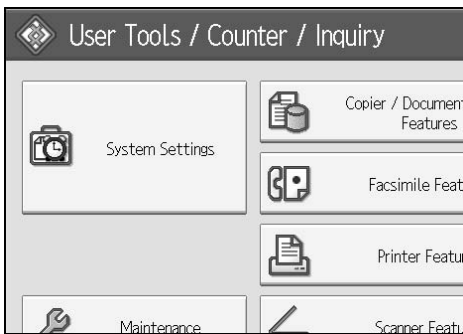 User Tools / Counter / Inquiry
System Settings
Copier / Document
Features
Facsimile Feat
Printer Featu
Maintenance
Scanner Featu